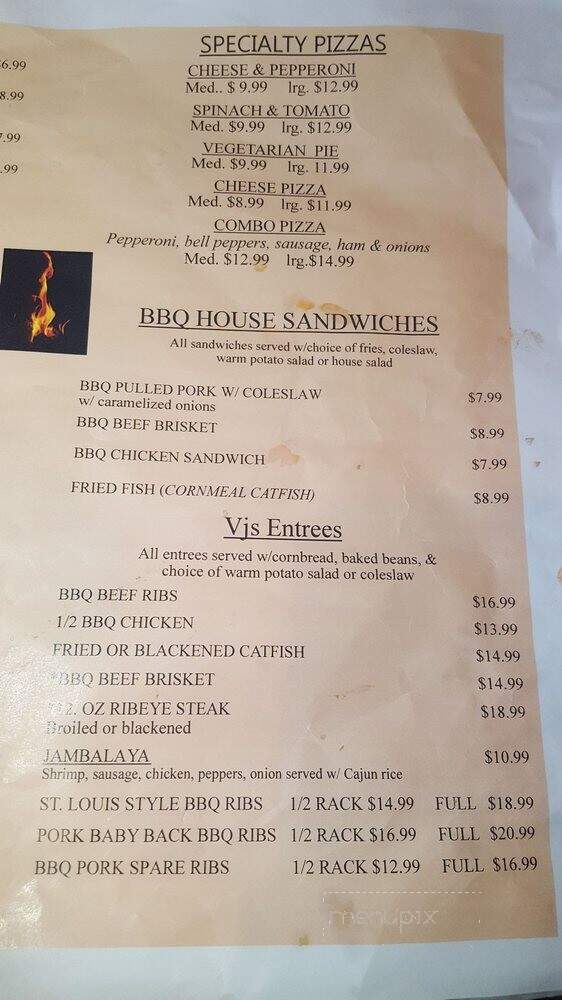 $6.99
8.99
7.99
.99
SPECIALTY PIZZAS
CHEESE & PEPPERONI
Med.. $ 9.99 lrg. $12.99
SPINACH & TOMATO
Med. $9.99 lrg. $12.99
VEGETARIAN PIE
Med. $9.99 lrg. 11.99
CHEESE PIZZA
Med. $8.99 lrg. $11.99
COMBO PIZZA
Pepperoni, bell peppers, sausage, ham & onions
Med. $12.99 lrg.$14.99
BBQ HOUSE SANDWICHES
All sandwiches served w/choice of fries, coleslaw,
warm potato salad or house salad
BBQ PULLED PORK W/ COLESLAW $7.99
w/ caramelized onions
BBQ BEEF BRISKET $8.99
BBQ CHICKEN SANDWICH $7.99
FRIED FISH (CORNMEAL CATFISH) $8.99
Vjs Entrees
All entrees served w/cornbread, baked beans, &
choice of warm potato salad or coleslaw
BBQ BEEF RIBS $16.99
1/2 BBQ CHICKEN $13.99
FRIED OR BLACKENED CATFISH $14.99
*BBQ BEEF BRISKET $14.99
OZ RIBEYE STEAK $18.99
Broiled or blackened
JAMBALAYA $10.99
Shrimp, sausage, chicken, peppers, onion served w/ Cajun rice
ST. LOUIS STYLE BBQ RIBS 1/2 RACK $14.99 FULL $18.99
PORK BABY BACK BBQ RIBS 1/2 RACK $16.99 FULL $20.99
BBQ PORK SPARE RIBS 1/2 RACK $12.99 FULL $16.99
menupix